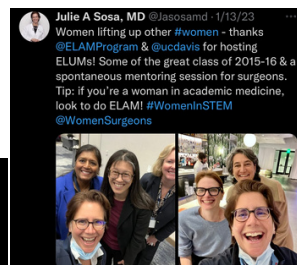 Julie A Sosa, MD @Jasosamd · 1/13/23 ...
Women lifting up other #women - thanks
@ELAMProgram & @ucdavis for hosting
ELUMs! Some of the great class of 2015-16 & a
spontaneous mentoring session for surgeons.
Tip: if you're a woman in academic medicine,
look to do ELAM! #WomenInSTEM
@WomenSurgeons